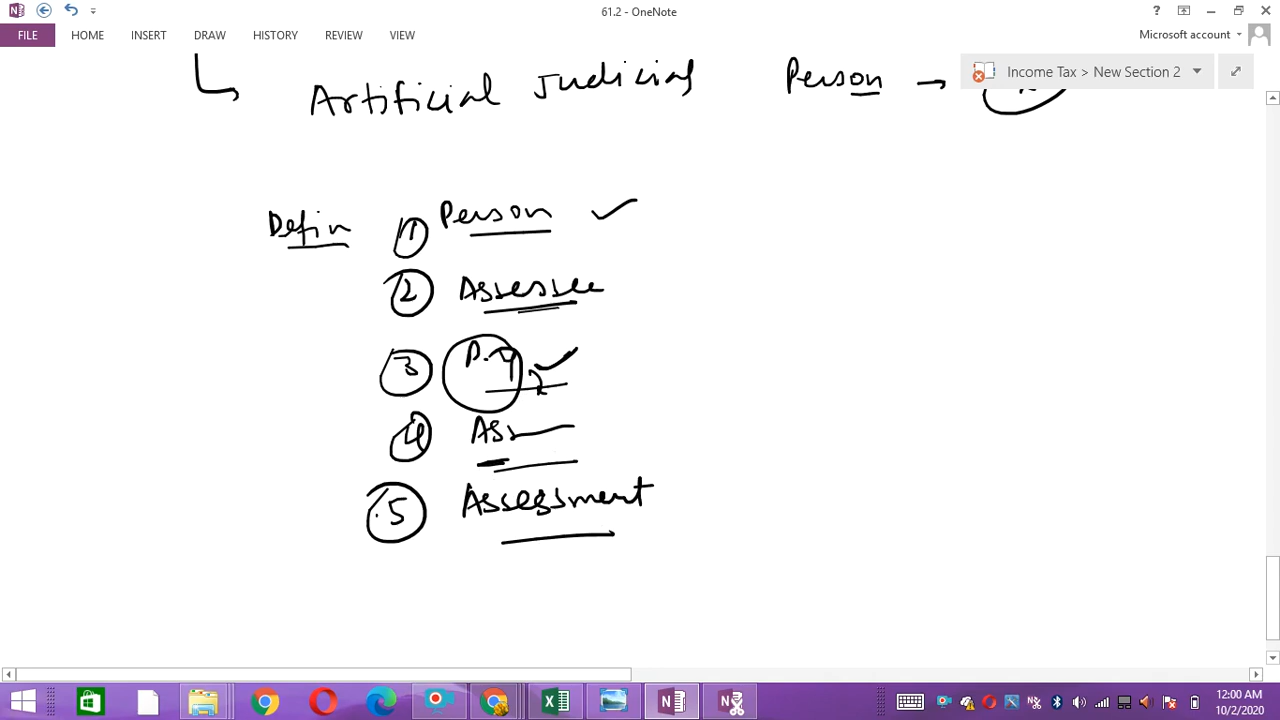 61.2 - OneNote
?
FILE HOME INSERT DRAW HISTORY REVIEW VIEW
Microsoft account
Income Tax > New Section 2
Artificial Judicial Person →
Defin ① Person ✓
② Assessee
③ P.Y ✓
④ Ass
⑤ Assessment
12:00 AM
10/2/2020